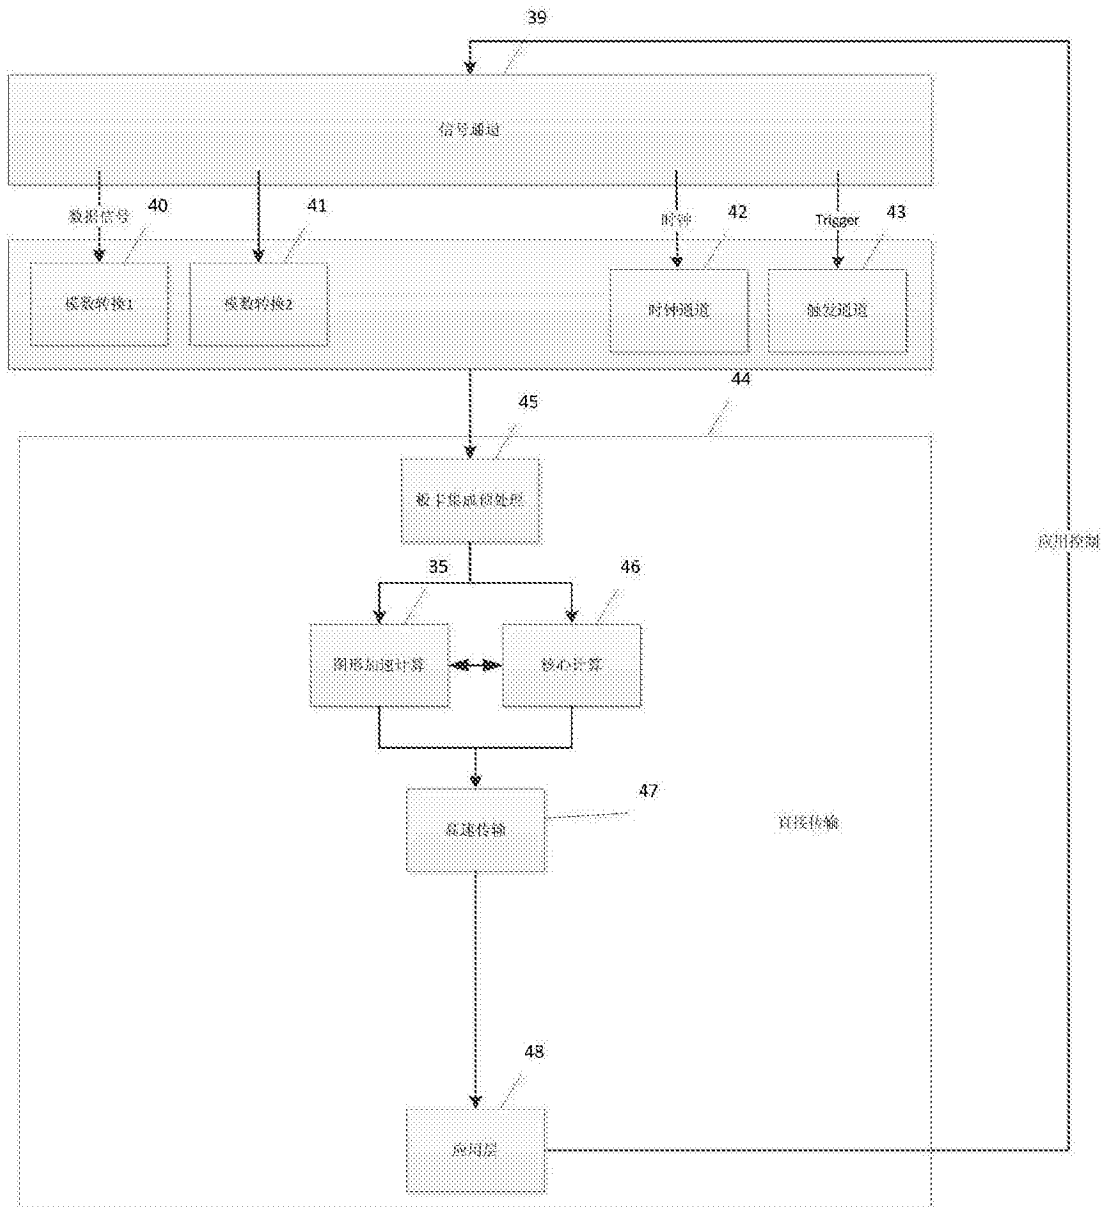 39
信号通道
数据信号
40
41
时钟
42
Trigger
43
模数转换1
模数转换2
时钟通道
触发通道
44
45
板卡集成和处理
35
46
图形加速计算
核心计算
应用控制
47
高速传输
直接传输
48
应用层